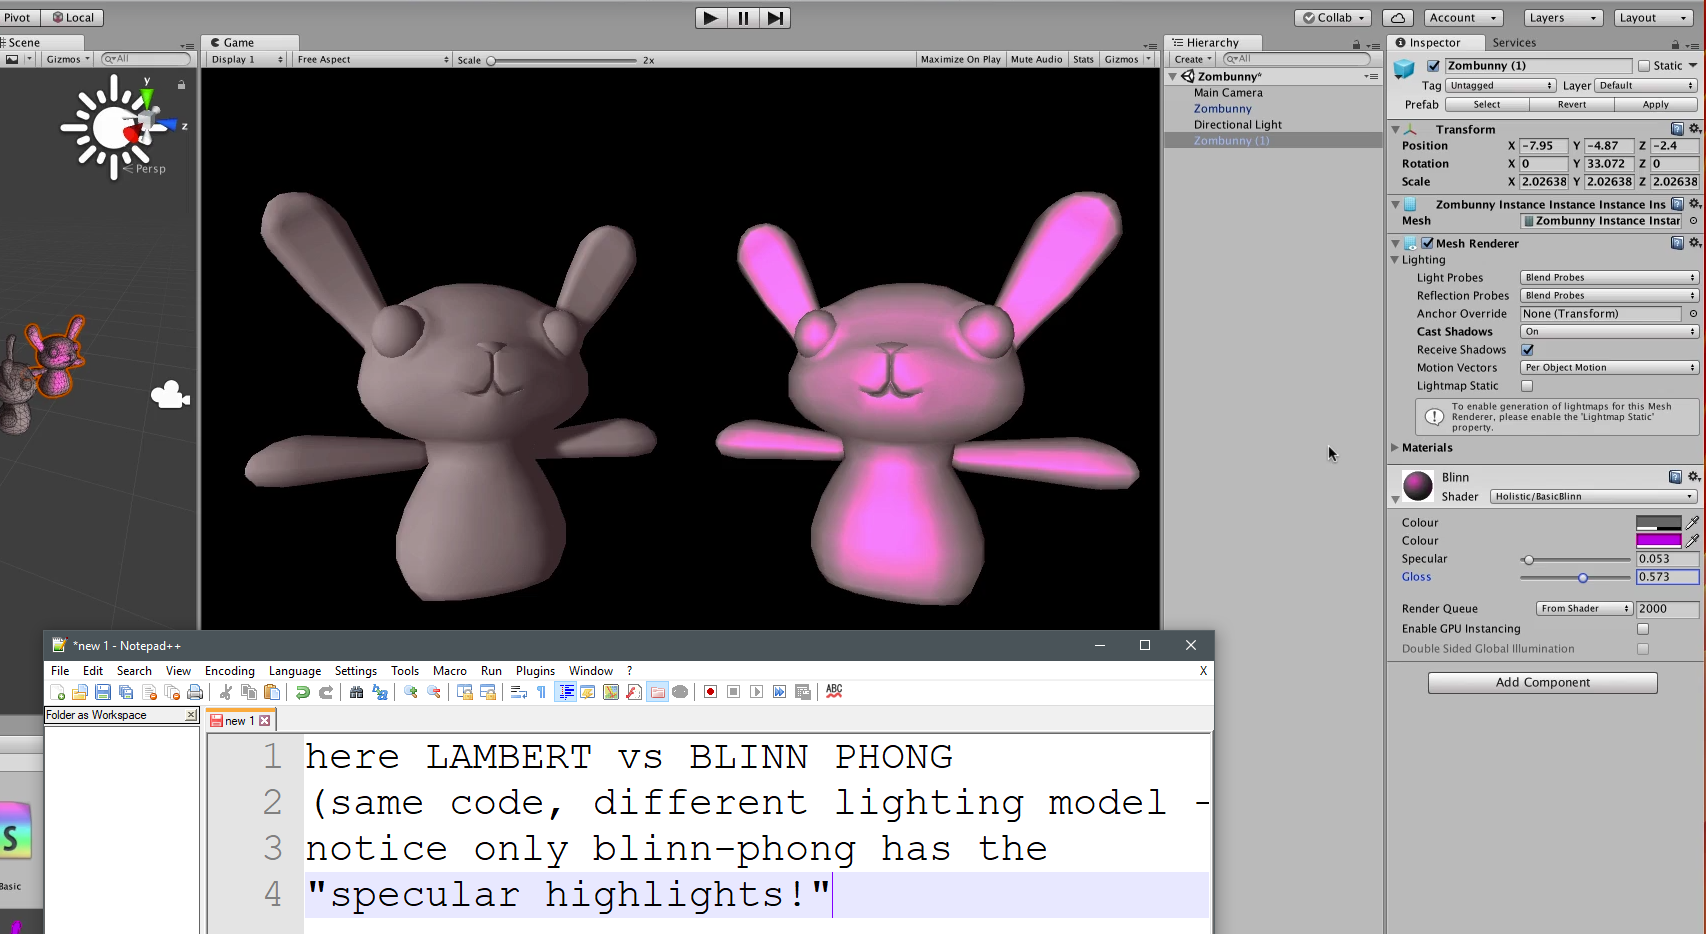 Pivot
Local
Collab
Account
Layers
Layout
Scene
Gizmos
All
y
z
Persp
Game
Display 1
Free Aspect
Scale
2x
Maximize On Play
Mute Audio
Stats
Gizmos
Hierarchy
Create
All
Zombunny*
Main Camera
Zombunny
Directional Light
Zombunny (1)
Inspector
Services
Zombunny (1)
Static
Tag Untagged Layer Default
Prefab Select Revert Apply
Transform
Position X -7.95 Y -4.87 Z -2.4
Rotation X 0 Y 33.072 Z 0
Scale X 2.02638 Y 2.02638 Z 2.02638
Zombunny Instance Instance Instance Ins
Mesh Zombunny Instance Instar
Mesh Renderer
Lighting
Light Probes Blend Probes
Reflection Probes Blend Probes
Anchor Override None (Transform)
Cast Shadows On
Receive Shadows
Motion Vectors Per Object Motion
Lightmap Static
To enable generation of lightmaps for this Mesh
Renderer, please enable the 'Lightmap Static'
property.
Materials
Blinn
Shader Holistic/BasicBlinn
Colour
Colour
Specular 0.053
Gloss 0.573
Render Queue From Shader 2000
Enable GPU Instancing
Double Sided Global Illumination
Add Component
*new 1 - Notepad++
File Edit Search View Encoding Language Settings Tools Macro Run Plugins Window ? X
ABC
Folder as Workspace
new 1
1 here LAMBERT vs BLINN PHONG
2 (same code, different lighting model -
3 notice only blinn-phong has the
4 "specular highlights!"
S
Basic